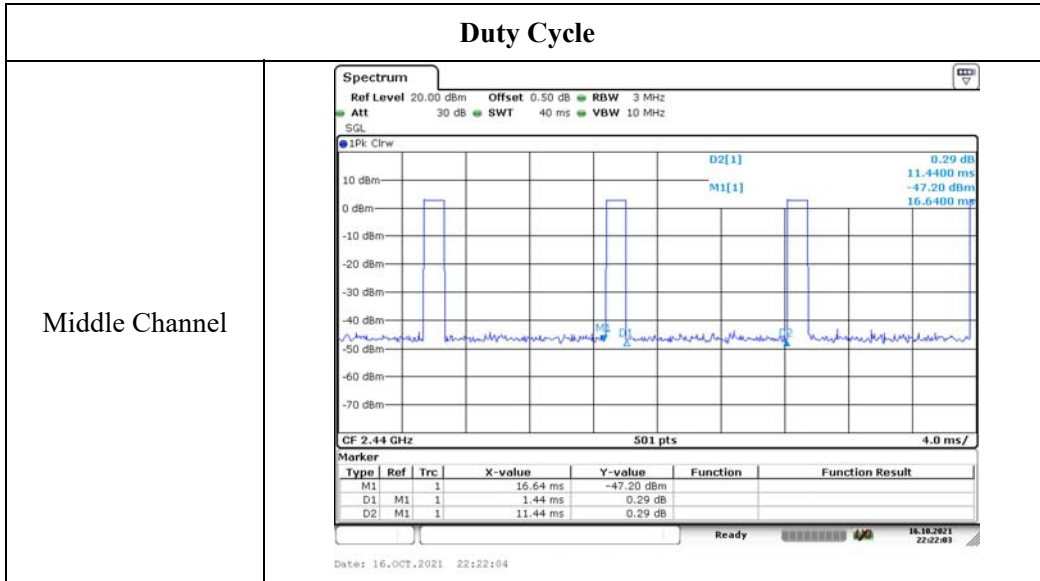 Duty Cycle
Middle Channel
Spectrum
Ref Level 20.00 dBm Offset 0.50 dB RBW 3 MHz
Att 30 dB SWT 40 ms VBW 10 MHz
SGL
1Pk Clrw
D2[1] 0.29 dB
11.4400 ms
M1[1] -47.20 dBm
16.6400 ms
10 dBm
0 dBm
-10 dBm
-20 dBm
-30 dBm
-40 dBm
M1 D1 D2
-50 dBm
-60 dBm
-70 dBm
CF 2.44 GHz 501 pts 4.0 ms/
Marker
Type Ref Trc X-value Y-value Function Function Result
M1 1 16.64 ms -47.20 dBm
D1 M1 1 1.44 ms 0.29 dB
D2 M1 1 11.44 ms 0.29 dB
Ready 16.10.2021
22:22:03
Date: 16.OCT.2021 22:22:04